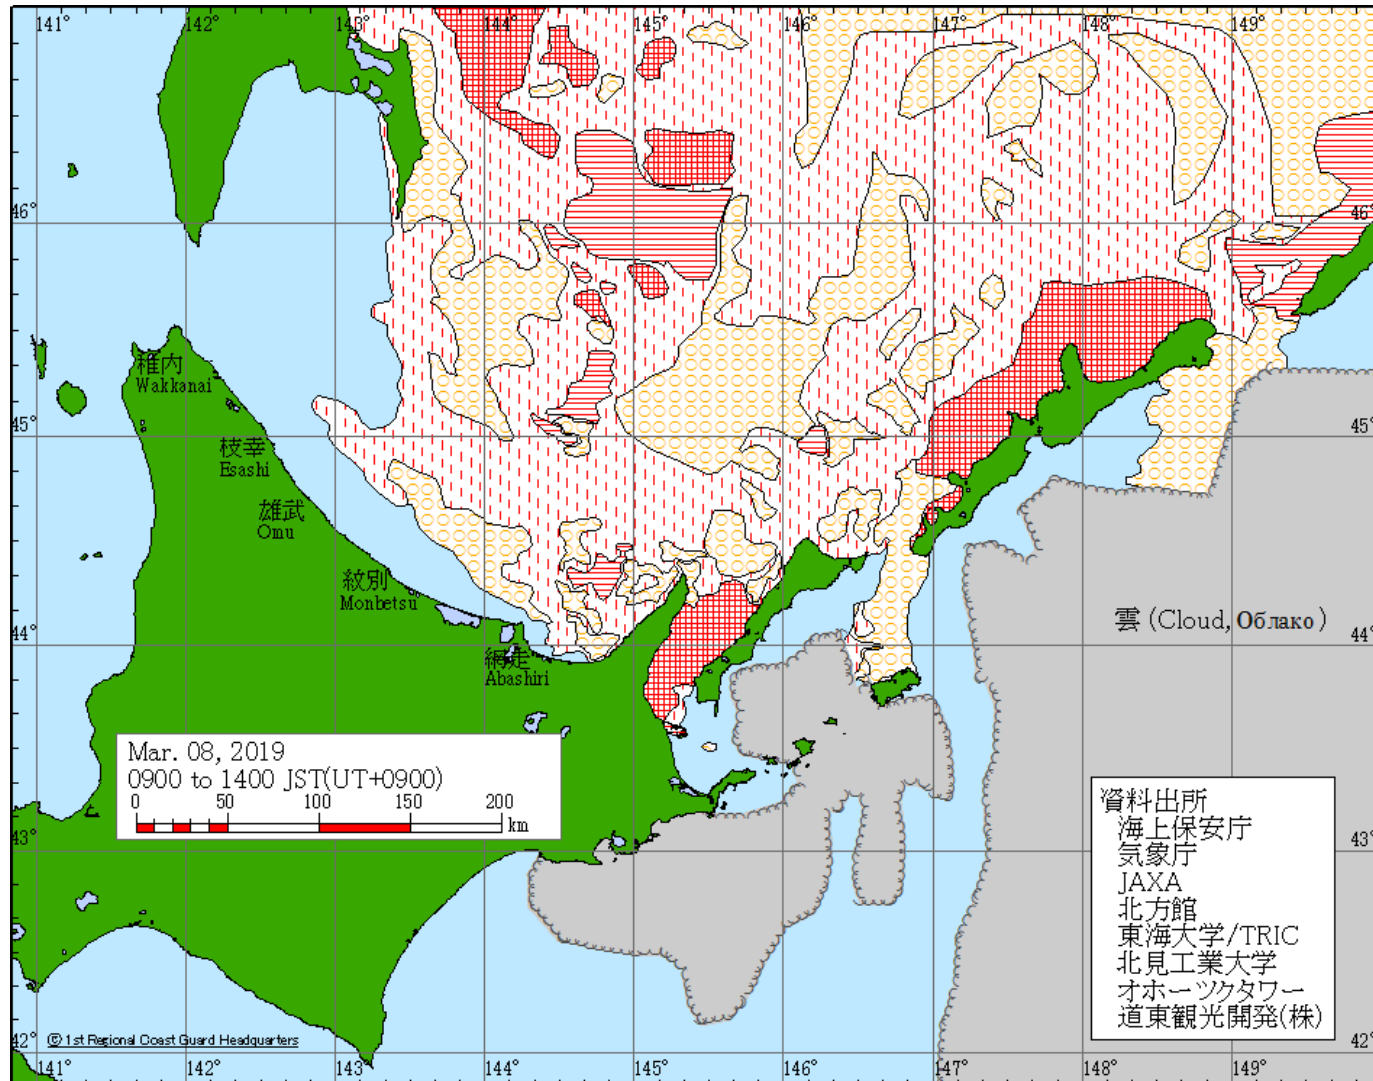 141° 142° 143° 144° 145° 146° 147° 148° 149°
46° 46°
稚内
Wakkanai
45° 45°
枝幸
Esashi
雄武
Omu
紋別
Monbetsu
雲 (Cloud, Облако)
44° 44°
網走
Abashiri
Mar. 08, 2019
0900 to 1400 JST(UT+0900)
0 50 100 150 200
km
43° 43°
資料出所
海上保安庁
気象庁
JAXA
北方館
東海大学/TRIC
北見工業大学
オホーツクタワー
道東観光開発(株)
42° 42°
© 1st Regional Coast Guard Headquarters
141° 142° 143° 144° 145° 146° 147° 148° 149°